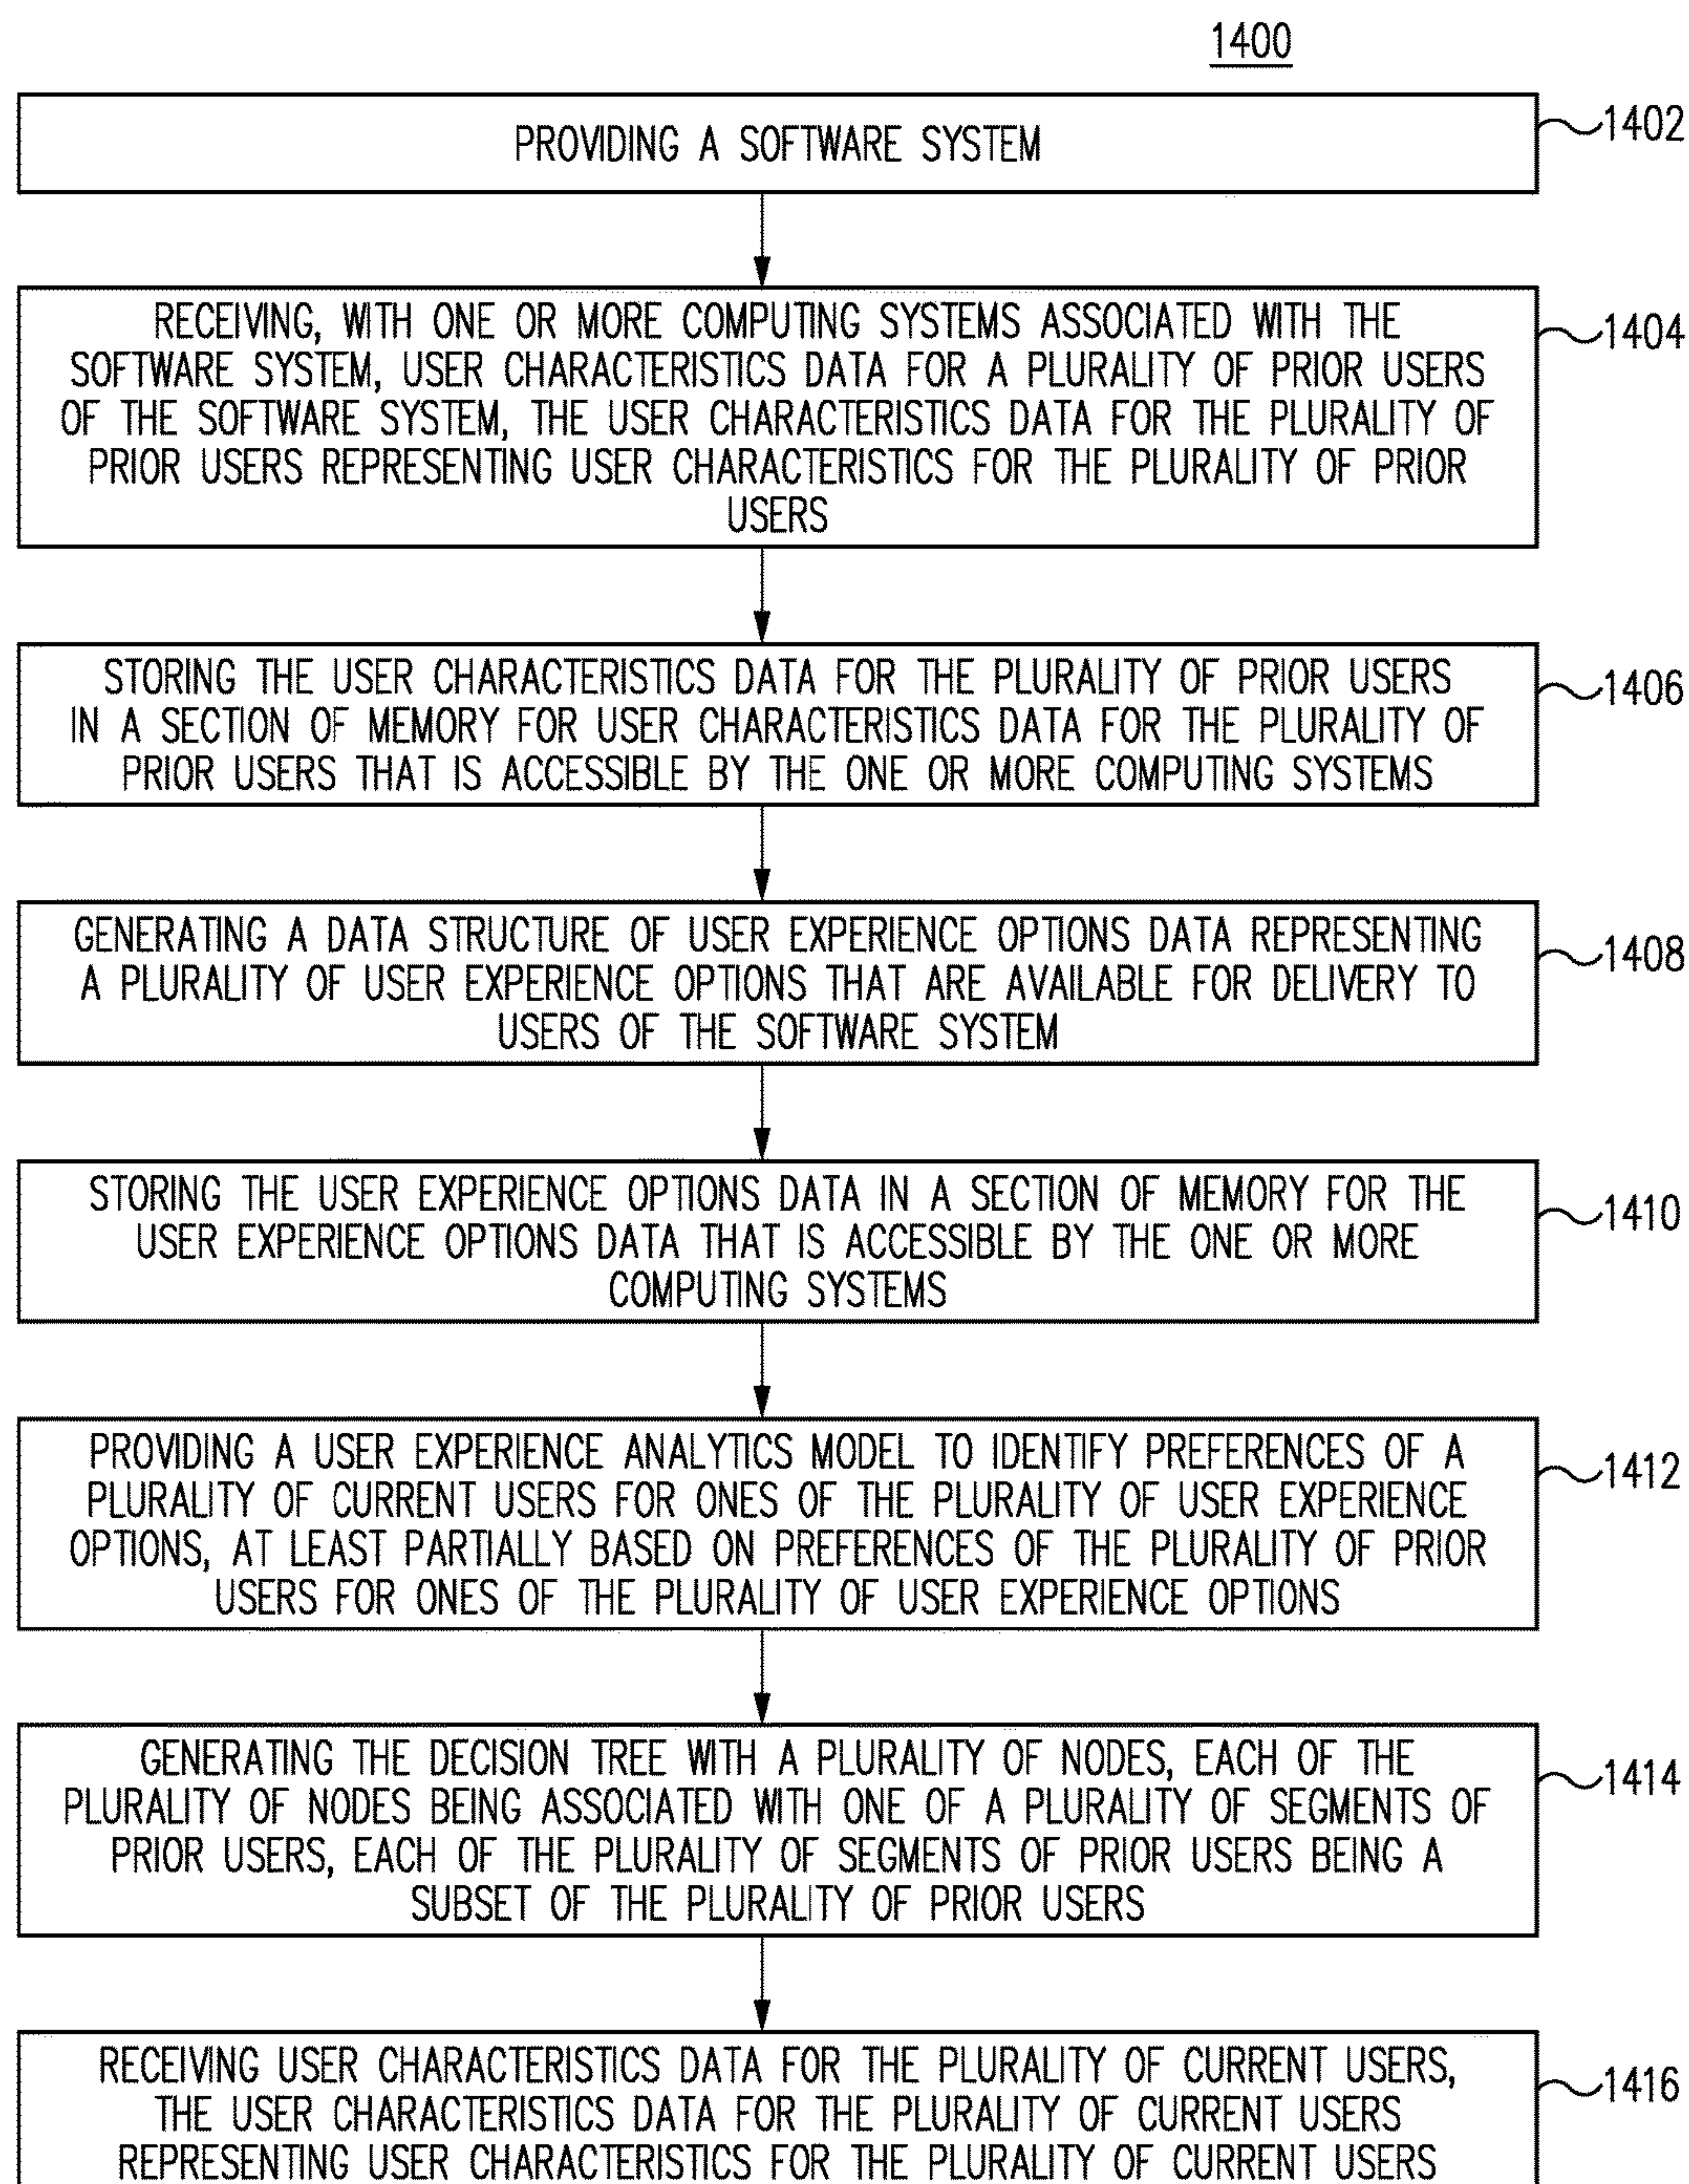 1400
PROVIDING A SOFTWARE SYSTEM
1402
RECEIVING, WITH ONE OR MORE COMPUTING SYSTEMS ASSOCIATED WITH THE
SOFTWARE SYSTEM, USER CHARACTERISTICS DATA FOR A PLURALITY OF PRIOR USERS
OF THE SOFTWARE SYSTEM, THE USER CHARACTERISTICS DATA FOR THE PLURALITY OF
PRIOR USERS REPRESENTING USER CHARACTERISTICS FOR THE PLURALITY OF PRIOR
USERS
1404
STORING THE USER CHARACTERISTICS DATA FOR THE PLURALITY OF PRIOR USERS
IN A SECTION OF MEMORY FOR USER CHARACTERISTICS DATA FOR THE PLURALITY OF
PRIOR USERS THAT IS ACCESSIBLE BY THE ONE OR MORE COMPUTING SYSTEMS
1406
GENERATING A DATA STRUCTURE OF USER EXPERIENCE OPTIONS DATA REPRESENTING
A PLURALITY OF USER EXPERIENCE OPTIONS THAT ARE AVAILABLE FOR DELIVERY TO
USERS OF THE SOFTWARE SYSTEM
1408
STORING THE USER EXPERIENCE OPTIONS DATA IN A SECTION OF MEMORY FOR THE
USER EXPERIENCE OPTIONS DATA THAT IS ACCESSIBLE BY THE ONE OR MORE
COMPUTING SYSTEMS
1410
PROVIDING A USER EXPERIENCE ANALYTICS MODEL TO IDENTIFY PREFERENCES OF A
PLURALITY OF CURRENT USERS FOR ONES OF THE PLURALITY OF USER EXPERIENCE
OPTIONS, AT LEAST PARTIALLY BASED ON PREFERENCES OF THE PLURALITY OF PRIOR
USERS FOR ONES OF THE PLURALITY OF USER EXPERIENCE OPTIONS
1412
GENERATING THE DECISION TREE WITH A PLURALITY OF NODES, EACH OF THE
PLURALITY OF NODES BEING ASSOCIATED WITH ONE OF A PLURALITY OF SEGMENTS OF
PRIOR USERS, EACH OF THE PLURALITY OF SEGMENTS OF PRIOR USERS BEING A
SUBSET OF THE PLURALITY OF PRIOR USERS
1414
RECEIVING USER CHARACTERISTICS DATA FOR THE PLURALITY OF CURRENT USERS,
THE USER CHARACTERISTICS DATA FOR THE PLURALITY OF CURRENT USERS
REPRESENTING USER CHARACTERISTICS FOR THE PLURALITY OF CURRENT USERS
1416